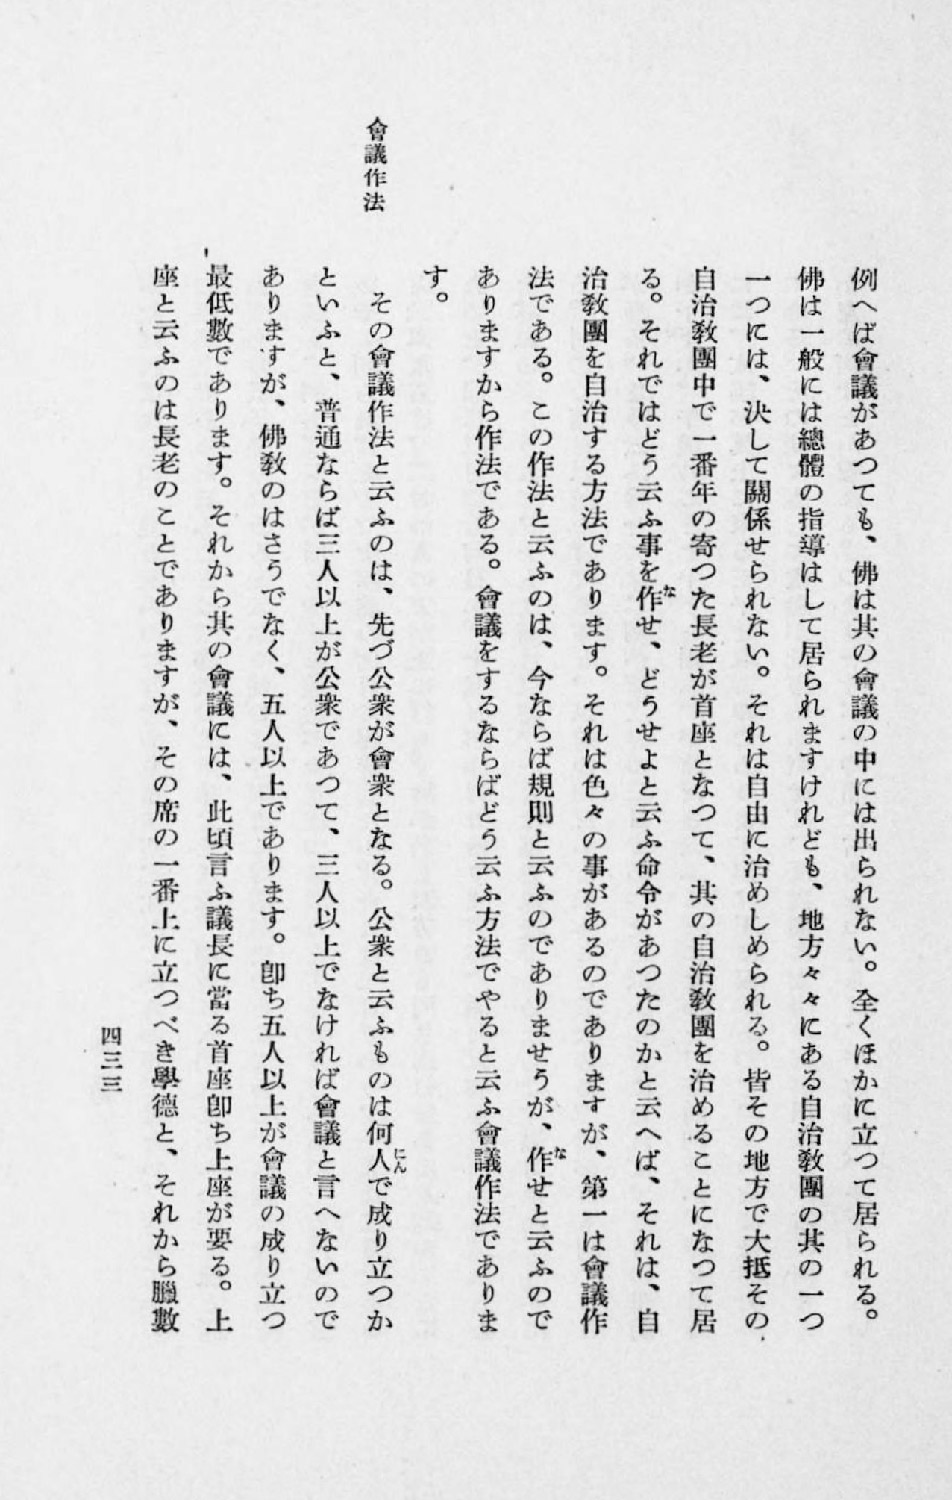 例へば會議があつても、佛は其の會議の中には出られない。全くほかに立つて居られる。
佛は一般には總體の指導はして居られますけれども、地方々々にある自治敎團の其の一つ
一つには、決して關係せられない。それは自由に治めしめられる。皆その地方で大抵その
自治敎團中で一番年の寄つた長老が首座となつて、其の自治敎團を治めることになつて居
る。それではどう云ふ事を作せ、どうせよと云ふ命令があつたのかと云へば、それは、自
治敎團を自治する方法であります。それは色々の事があるのでありますが、第一は會議作
法である。この作法と云ふのは、今ならば規則と云ふのでありませうが、作せと云ふので
ありますから作法である。會議をするならばどう云ふ方法でやると云ふ會議作法でありま
す。
會議作法
その會議作法と云ふのは、先づ公衆が會衆となる。公衆と云ふものは何人で成り立つか
といふと、普通ならば三人以上が公衆であつて、三人以上でなければ會議と言へないので
ありますが、佛敎のはさうでなく、五人以上であります。卽ち五人以上が會議の成り立つ
最低數であります。それから其の會議には、此頃言ふ議長に當る首座卽ち上座が要る。上
座と云ふのは長老のことでありますが、その席の一番上に立つべき學德と、それから臘數
四三三